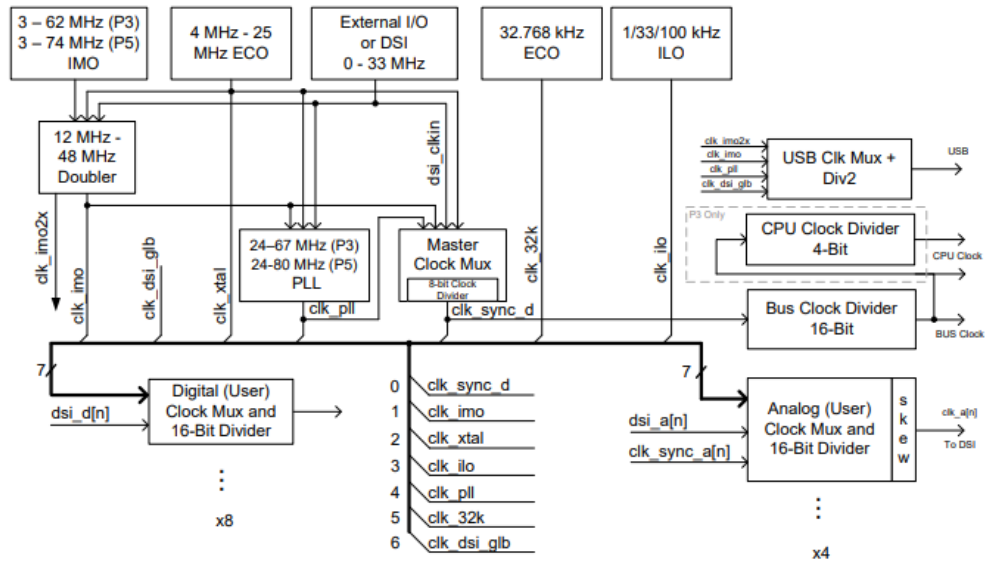 3 – 62 MHz (P3)
3 – 74 MHz (P5)
IMO
4 MHz - 25
MHz ECO
External I/O
or DSI
0 - 33 MHz
32.768 kHz
ECO
1/33/100 kHz
ILO
12 MHz -
48 MHz
Doubler
dsi_clkin
clk_imo2x
clk_imo
clk_dsi_glb
clk_xtal
24–67 MHz (P3)
24-80 MHz (P5)
PLL
clk_pll
Master
Clock Mux
8-bit Clock
Divider
clk_sync_d
clk_32k
clk_ilo
clk_imo2x
clk_imo
clk_pll
clk_dsi_glb
USB Clk Mux +
Div2
USB
P3 Only
CPU Clock Divider
4-Bit
CPU Clock
Bus Clock Divider
16-Bit
BUS Clock
7
dsi_d[n]
Digital (User)
Clock Mux and
16-Bit Divider
x8
0 clk_sync_d
1 clk_imo
2 clk_xtal
3 clk_ilo
4 clk_pll
5 clk_32k
6 clk_dsi_glb
7
dsi_a[n]
clk_sync_a[n]
Analog (User)
Clock Mux and
16-Bit Divider
skew
clk_a[n]
To DSI
x4